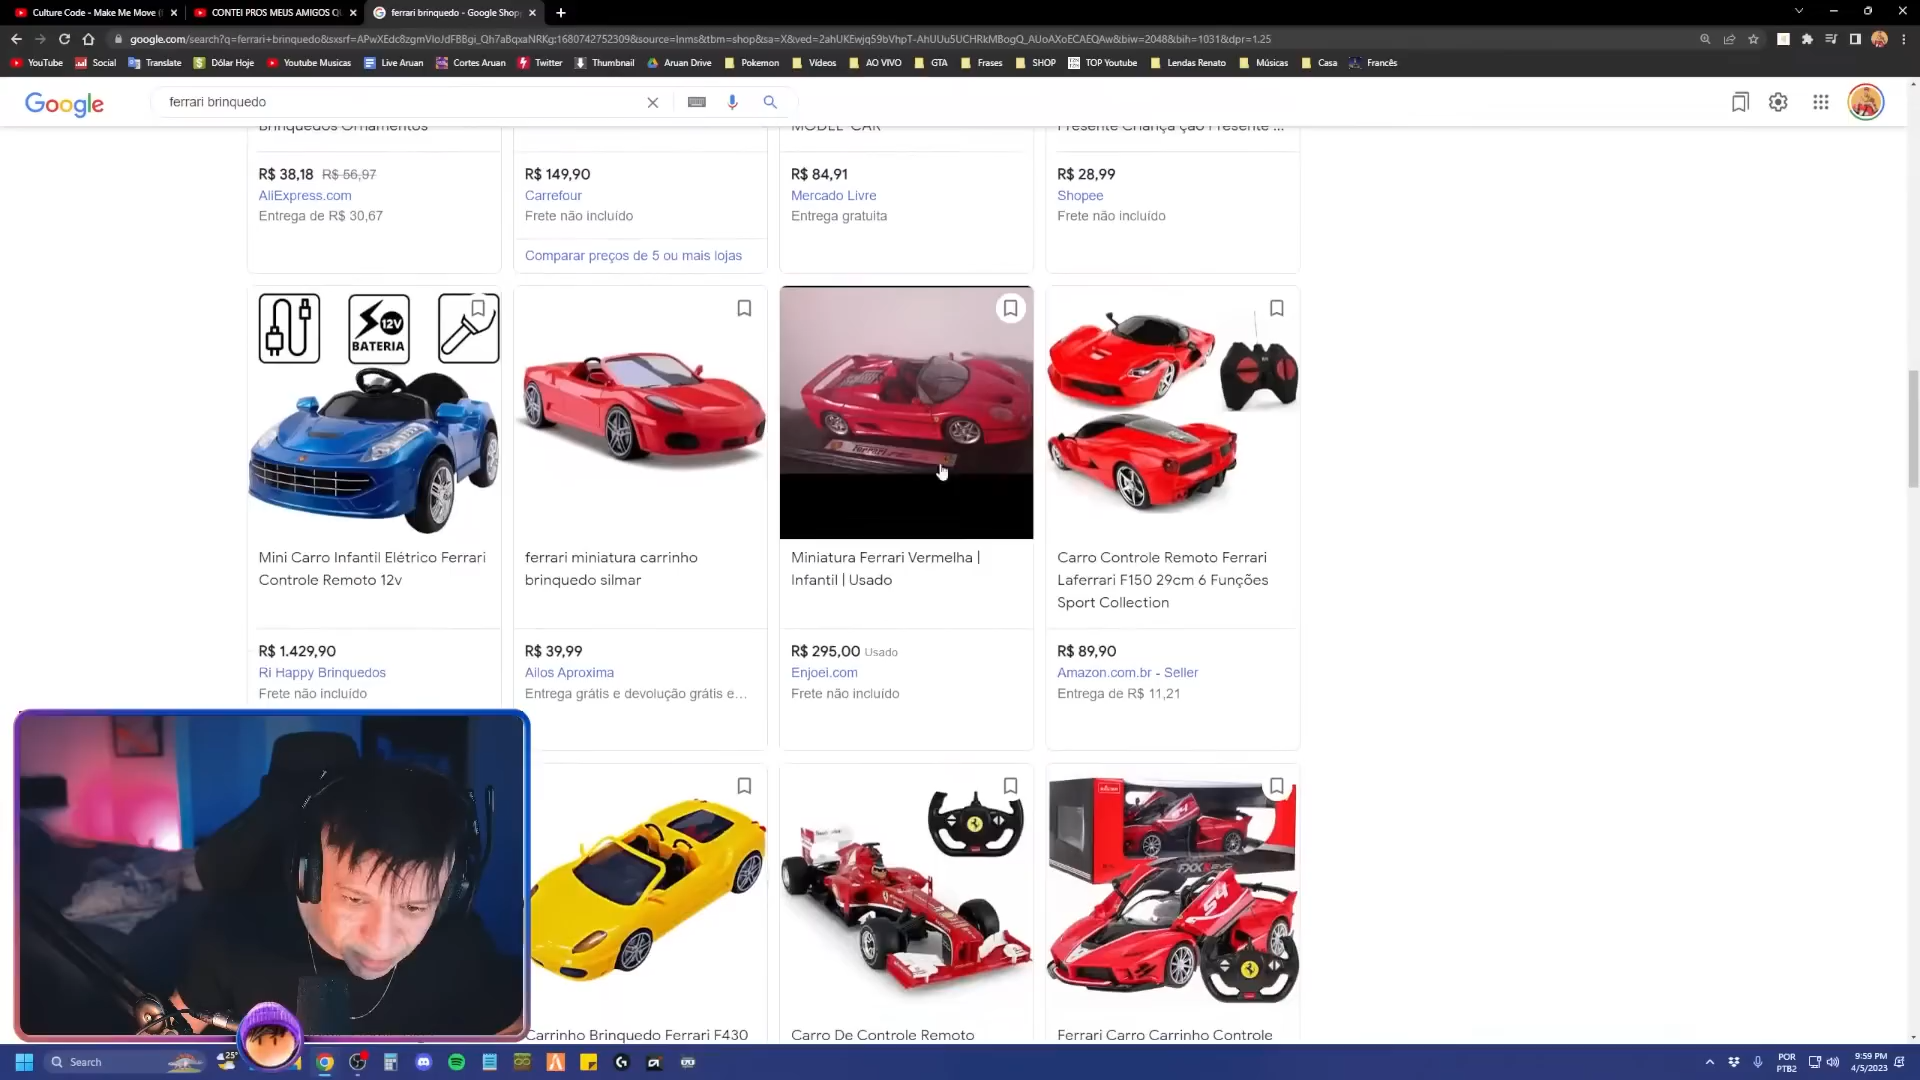 Culture Code - Make Me Move (
CONTEI PROS MEUS AMIGOS Q
ferrari brinquedo - Google Shop
google.com/search?q=ferrari+brinquedo&sxsrf=APwXEdc8zgmVIoJdFBBgi_Qh7aBqxaNRKg:1680742752309&source=lnms&tbm=shop&sa=X&ved=2ahUKEwjq59bVhpT-AhUUu5UCHRkMBogQ_AUoAXoECAEQAw&biw=2048&bih=1031&dpr=1.25
YouTube Social Translate Dólar Hoje Youtube Musicas Live Aruan Cortes Aruan Twitter Thumbnail Aruan Drive Pokemon Vídeos AO VIVO GTA Frases SHOP TOP Youtube Lendas Renato Músicas Casa Francês
Google
ferrari brinquedo
Brinquedos Ornamentos
MODEL CAR
Presente Criança ção Presente ...
R$ 38,18 R$ 56,97
AliExpress.com
Entrega de R$ 30,67
R$ 149,90
Carrefour
Frete não incluído
Comparar preços de 5 ou mais lojas
R$ 84,91
Mercado Livre
Entrega gratuita
R$ 28,99
Shopee
Frete não incluído
12V
BATERIA
Mini Carro Infantil Elétrico Ferrari
Controle Remoto 12v
R$ 1.429,90
Ri Happy Brinquedos
Frete não incluído
ferrari miniatura carrinho
brinquedo silmar
R$ 39,99
Ailos Aproxima
Entrega grátis e devolução grátis e...
Ferrari
Miniatura Ferrari Vermelha |
Infantil | Usado
R$ 295,00 Usado
Enjoei.com
Frete não incluído
Carro Controle Remoto Ferrari
Laferrari F150 29cm 6 Funções
Sport Collection
R$ 89,90
Amazon.com.br - Seller
Entrega de R$ 11,21
FXXK EVO
54
Carrinho Brinquedo Ferrari F430
Carro De Controle Remoto
Ferrari Carro Carrinho Controle
Search
25°
POR
PTB2
9:59 PM
4/5/2023